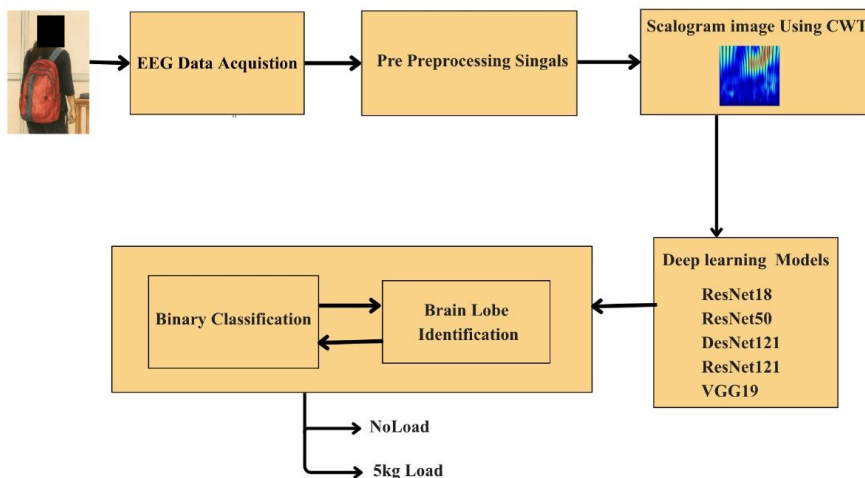 EEG Data Acquistion
Pre Preprocessing Singals
Scalogram image Using CWT
Deep learning Models
ResNet18
ResNet50
DesNet121
ResNet121
VGG19
Binary Classification
Brain Lobe
Identification
NoLoad
5kg Load